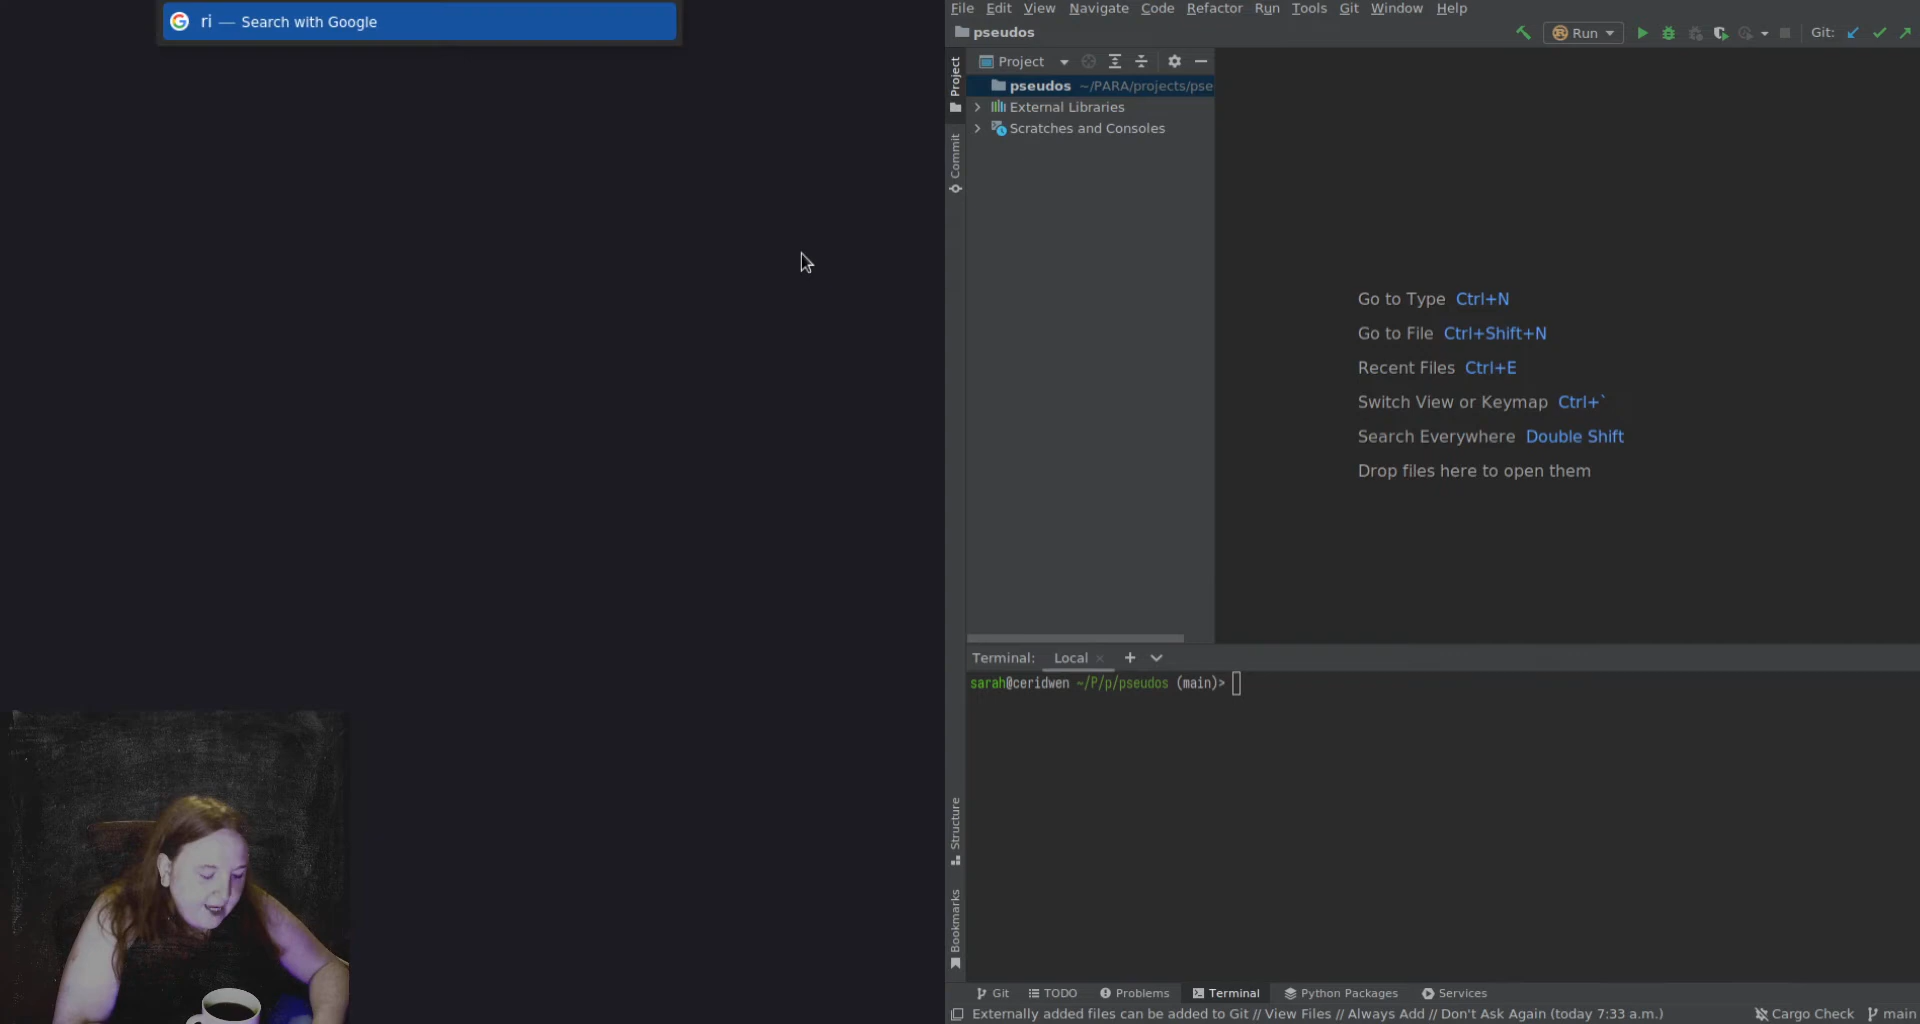 ri — Search with Google
File Edit View Navigate Code Refactor Run Tools Git Window Help
pseudos
Run
Git:
Project
pseudos ~/PARA/projects/pse
External Libraries
Scratches and Consoles
Project
Commit
Go to Type Ctrl+N
Go to File Ctrl+Shift+N
Recent Files Ctrl+E
Switch View or Keymap Ctrl+`
Search Everywhere Double Shift
Drop files here to open them
Terminal: Local
sarah@ceridwen ~/P/p/pseudos (main)>
Structure
Bookmarks
Git TODO Problems Terminal Python Packages Services
Externally added files can be added to Git // View Files // Always Add // Don't Ask Again (today 7:33 a.m.) Cargo Check main